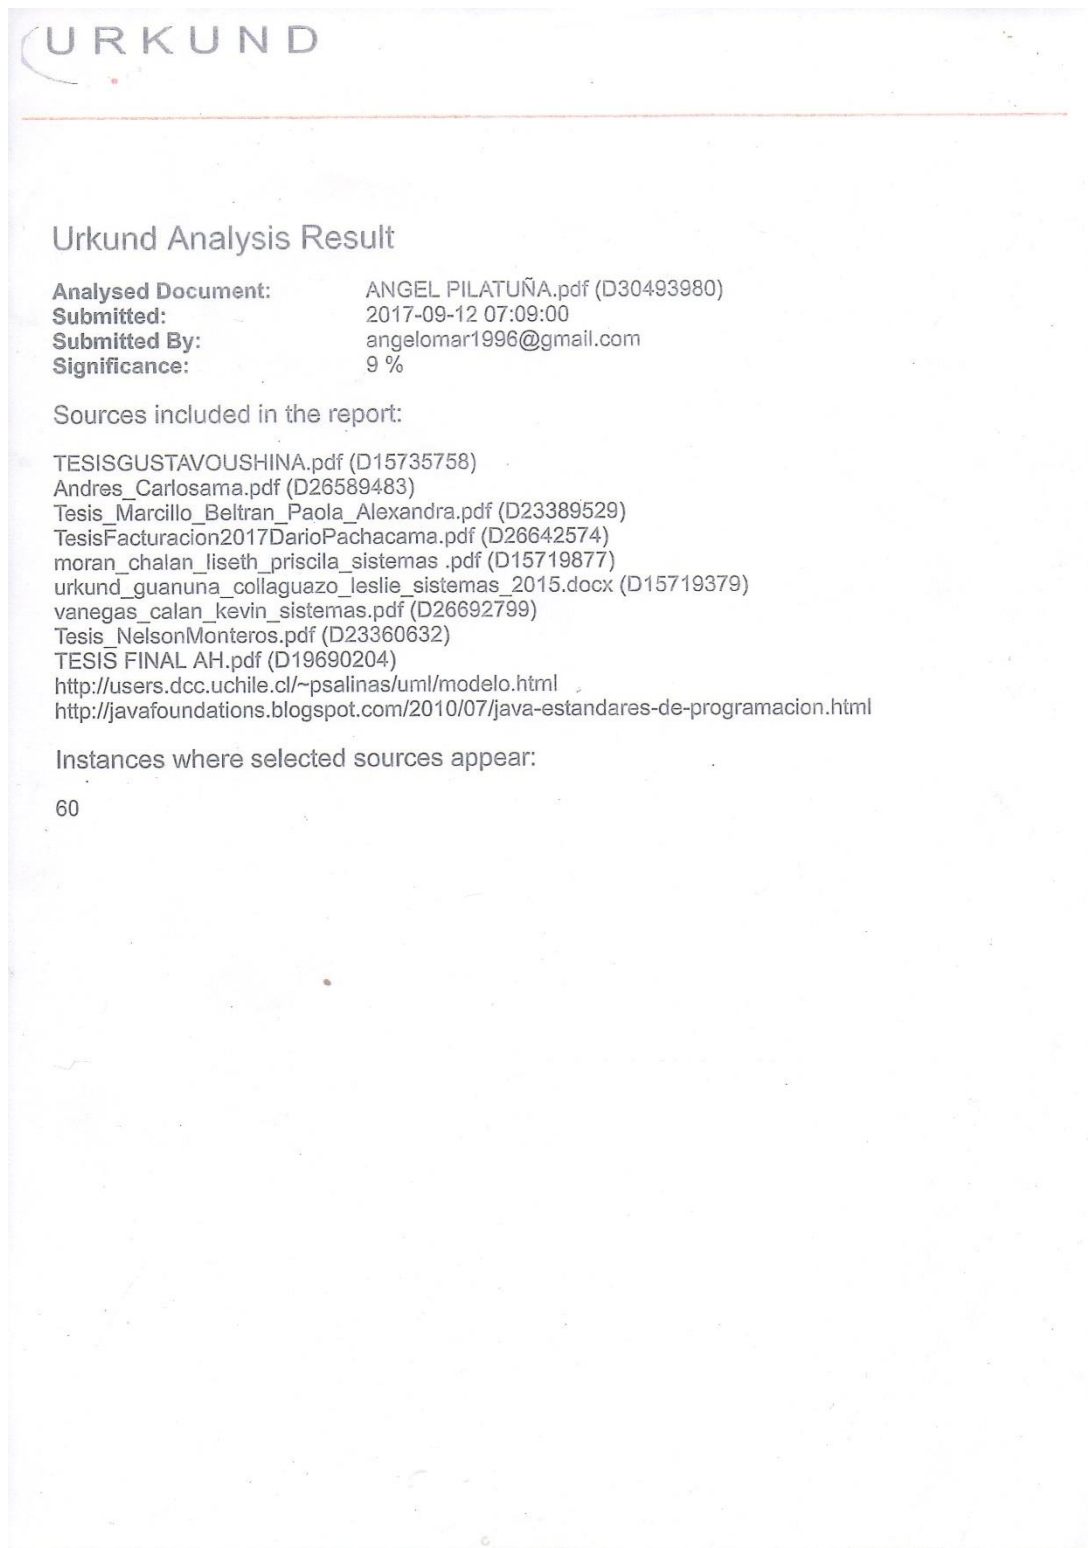 URKUND
Urkund Analysis Result
Analysed Document: ANGEL PILATUÑA.pdf (D30493980)
Submitted: 2017-09-12 07:09:00
Submitted By: angelomar1996@gmail.com
Significance: 9 %
Sources included in the report:
TESISGUSTAVOUSHINA.pdf (D15735758)
Andres_Carlosama.pdf (D26589483)
Tesis_Marcillo_Beltran_Paola_Alexandra.pdf (D23389529)
TesisFacturacion2017DarioPachacama.pdf (D26642574)
moran_chalan_liseth_priscila_sistemas .pdf (D15719877)
urkund_guanuna_collaguazo_leslie_sistemas_2015.docx (D15719379)
vanegas_calan_kevin_sistemas.pdf (D26692799)
Tesis_NelsonMonteros.pdf (D23360632)
TESIS FINAL AH.pdf (D19690204)
http://users.dcc.uchile.cl/~psalinas/uml/modelo.html
http://javafoundations.blogspot.com/2010/07/java-estandares-de-programacion.html
Instances where selected sources appear:
60